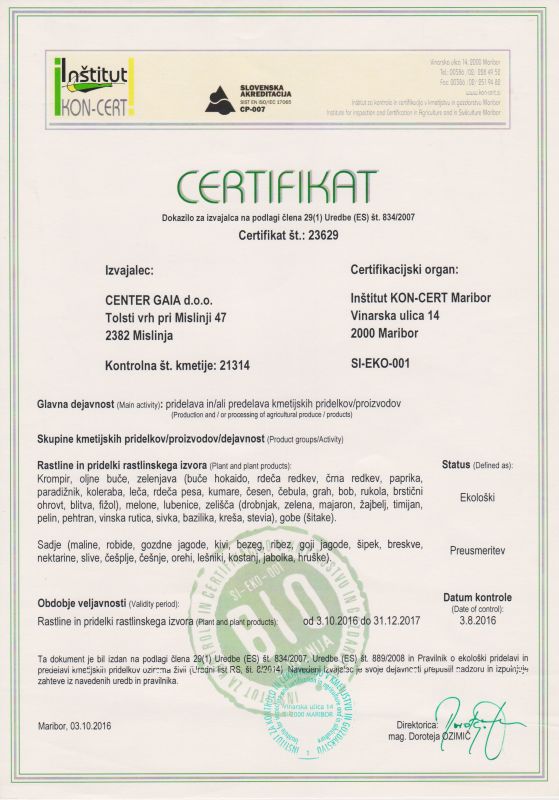 Inštitut
KON-CERT
SLOVENSKA
AKREDITACIJA
SIST EN ISO/IEC 17065
CP-007
Vinarska ulica 14, 2000 Maribor
Tel.: 00386 /02/ 228 49 52
Fax: 00386 /02/ 251 94 82
www.kon-cert.si
Inštitut za kontrolo in certifikacijo v kmetijstvu in gozdarstvu Maribor
Institute for Inspection and Certification in Agriculture and in Silviculture Maribor
CERTIFIKAT
Dokazilo za izvajalca na podlagi člena 29(1) Uredbe (ES) št. 834/2007
Certifikat št.: 23629
Izvajalec:
CENTER GAIA d.o.o.
Tolsti vrh pri Mislinji 47
2382 Mislinja
Kontrolna št. kmetije: 21314
Certifikacijski organ:
Inštitut KON-CERT Maribor
Vinarska ulica 14
2000 Maribor
SI-EKO-001
Glavna dejavnost (Main activity): pridelava in/ali predelava kmetijskih pridelkov/proizvodov
(Production and / or processing of agricultural produce / products)
Skupine kmetijskih pridelkov/proizvodov/dejavnost (Product groups/Activity)
Rastline in pridelki rastlinskega izvora (Plant and plant products):
Krompir, oljne buče, zelenjava (buče hokaido, rdeča redkev, črna redkev, paprika,
paradižnik, koleraba, leča, rdeča pesa, kumare, česen, čebula, grah, bob, rukola, brstični
ohrovt, blitva, fižol), melone, lubenice, zelišča (drobnjak, zelena, majaron, žajbelj, timijan,
pelin, pehtran, vinska rutica, sivka, bazilika, kreša, stevia), gobe (šitake).
Status (Defined as):
Ekološki
Sadje (maline, robide, gozdne jagode, kivi, bezeg, ribez, goji jagode, šipek, breskve,
nektarine, slive, češplje, češnje, orehi, lešniki, kostanj, jabolka, hruške).
Preusmeritev
Obdobje veljavnosti (Validity period):
Rastline in pridelki rastlinskega izvora (Plant and plant products): od 3.10.2016 do 31.12.2017
Datum kontrole
(Date of control):
3.8.2016
SI-EKO-001
BIO
Ta dokument je bil izdan na podlagi člena 29(1) Uredbe (ES) št. 834/2007, Uredbe (ES) št. 889/2008 in Pravilnik o ekološki pridelavi in
predelavi kmetijskih pridelkov oziroma živil (Uradni list RS, št. 8/2014). Navedeni izvajalec je svoje dejavnosti prepustil nadzoru in izpolnjuje
zahteve iz navedenih uredb in pravilnika.
Vinarska ulica 14
SI-2000 MARIBOR
1
Maribor, 03.10.2016
Direktorica:
mag. Doroteja OZIMIČ